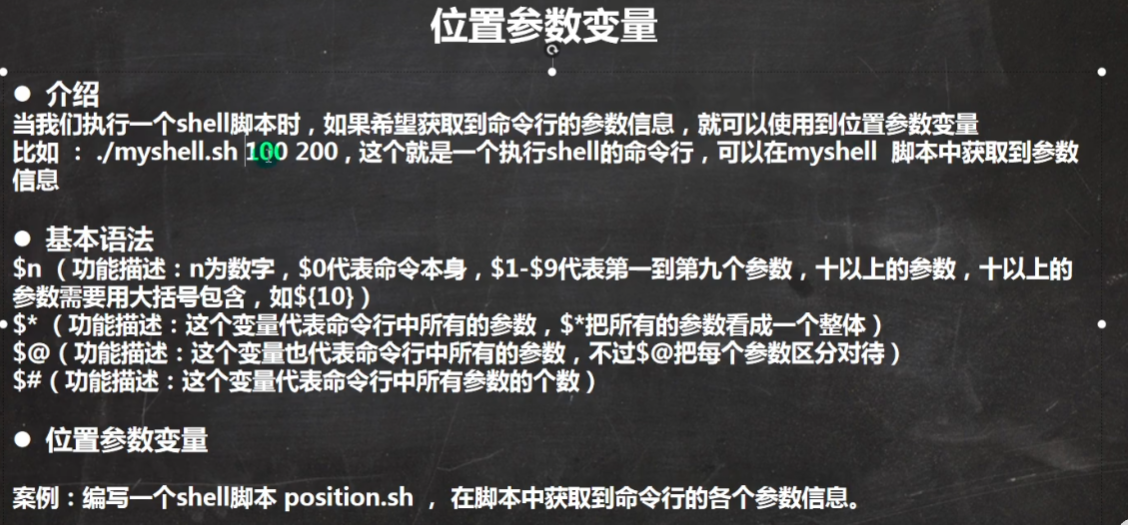 位置参数变量
● 介绍
当我们执行一个shell脚本时，如果希望获取到命令行的参数信息，就可以使用到位置参数变量
比如 ： ./myshell.sh 100 200，这个就是一个执行shell的命令行，可以在myshell 脚本中获取到参数
信息
● 基本语法
$n （功能描述：n为数字，$0代表命令本身，$1-$9代表第一到第九个参数，十以上的参数，十以上的
参数需要用大括号包含，如${10}）
$* （功能描述：这个变量代表命令行中所有的参数，$*把所有的参数看成一个整体）
$@（功能描述：这个变量也代表命令行中所有的参数，不过$@把每个参数区分对待）
$#（功能描述：这个变量代表命令行中所有参数的个数）
● 位置参数变量
案例：编写一个shell脚本 position.sh ， 在脚本中获取到命令行的各个参数信息。